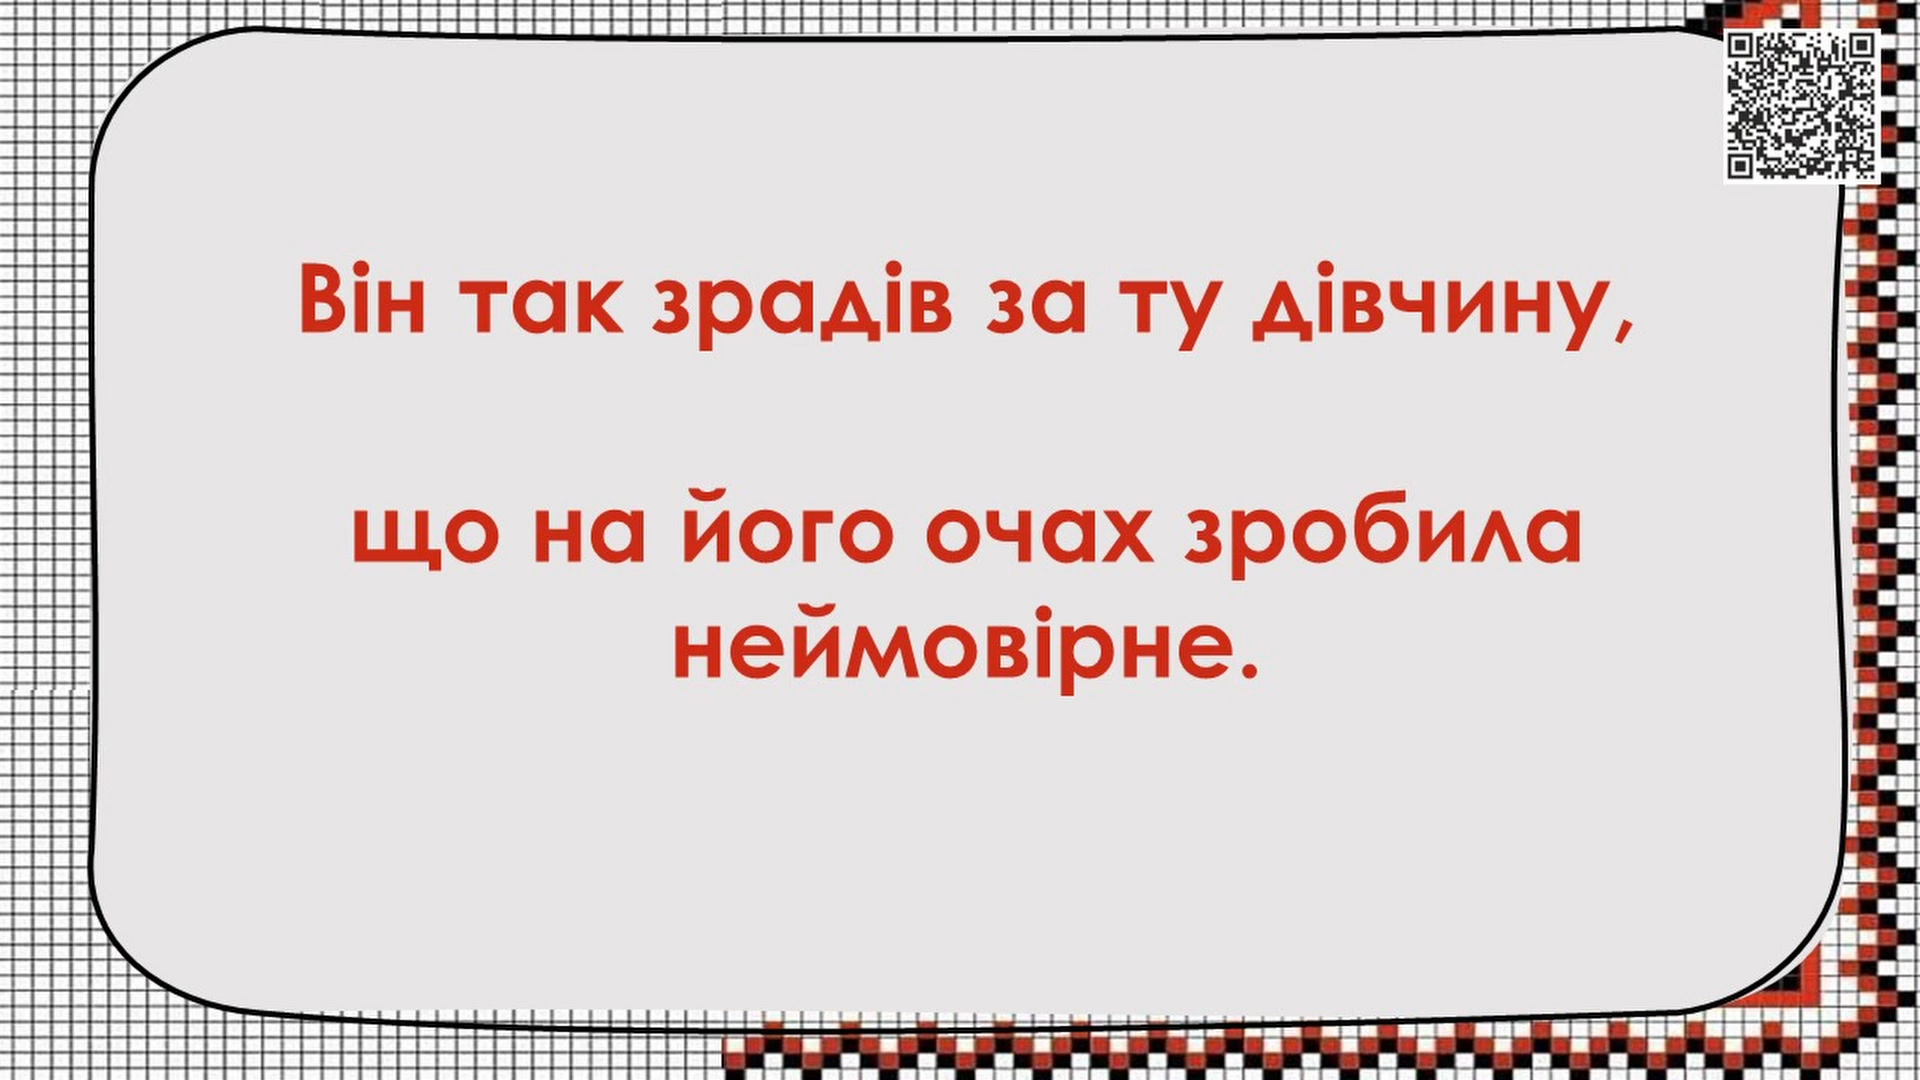 Він так зрадів за ту дівчину,
що на його очах зробила
неймовірне.